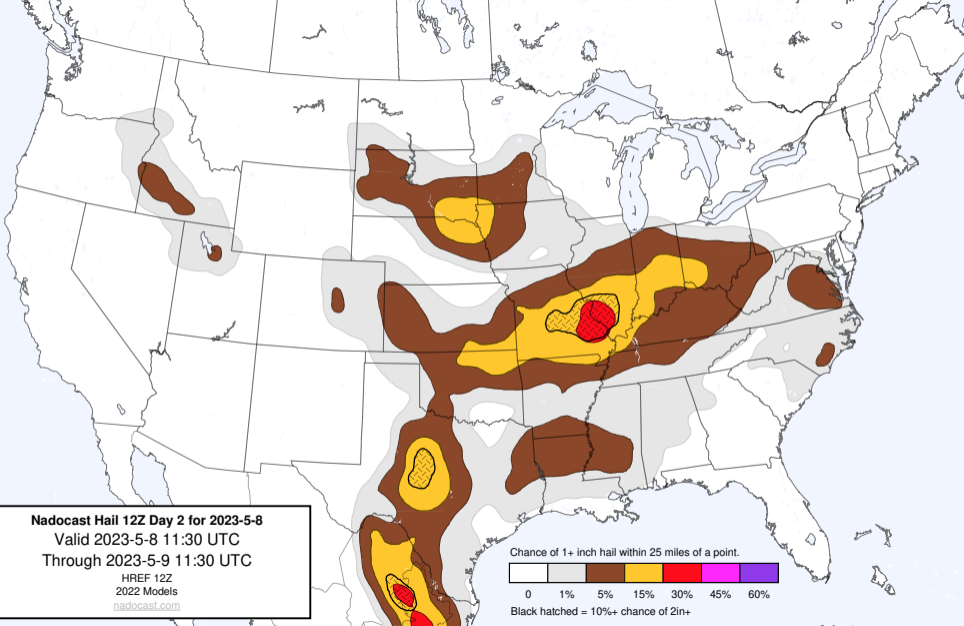 Nadocast Hail 12Z Day 2 for 2023-5-8
Valid 2023-5-8 11:30 UTC
Through 2023-5-9 11:30 UTC
HREF 12Z
2022 Models
nadocast.com
Chance of 1+ inch hail within 25 miles of a point.
0 1% 5% 15% 30% 45% 60%
Black hatched = 10%+ chance of 2in+